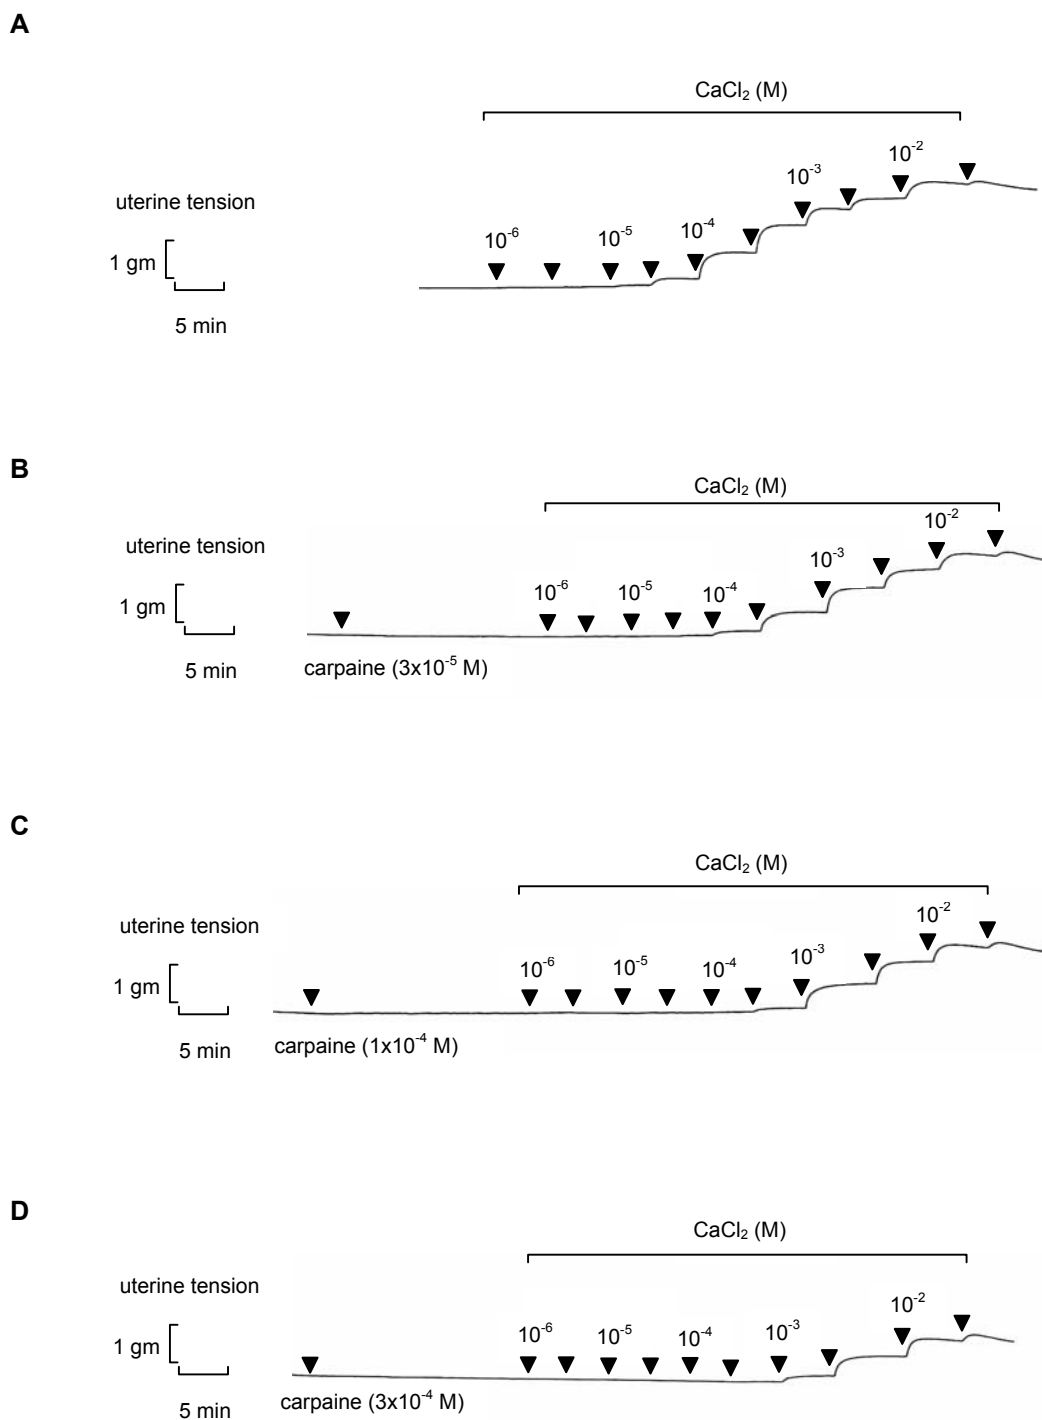 A
CaCl₂ (M)
10⁻²
10⁻³
uterine tension
10⁻⁶ 10⁻⁵ 10⁻⁴
1 gm
5 min
B
CaCl₂ (M)
10⁻²
uterine tension
10⁻³
10⁻⁶ 10⁻⁵ 10⁻⁴
1 gm
5 min
carpaine (3x10⁻⁵ M)
C
CaCl₂ (M)
10⁻²
uterine tension
10⁻³
10⁻⁶ 10⁻⁵ 10⁻⁴
1 gm
5 min
carpaine (1x10⁻⁴ M)
D
CaCl₂ (M)
uterine tension
10⁻²
10⁻⁶ 10⁻⁵ 10⁻⁴ 10⁻³
1 gm
5 min
carpaine (3x10⁻⁴ M)